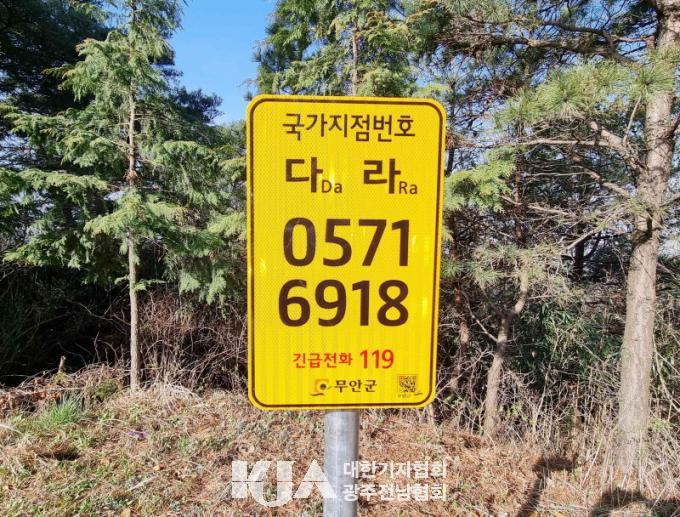 국가지점번호
다Da 라Ra
0571
6918
긴급전화 119
무안군
KJA 대한기자협회
광주전남협회